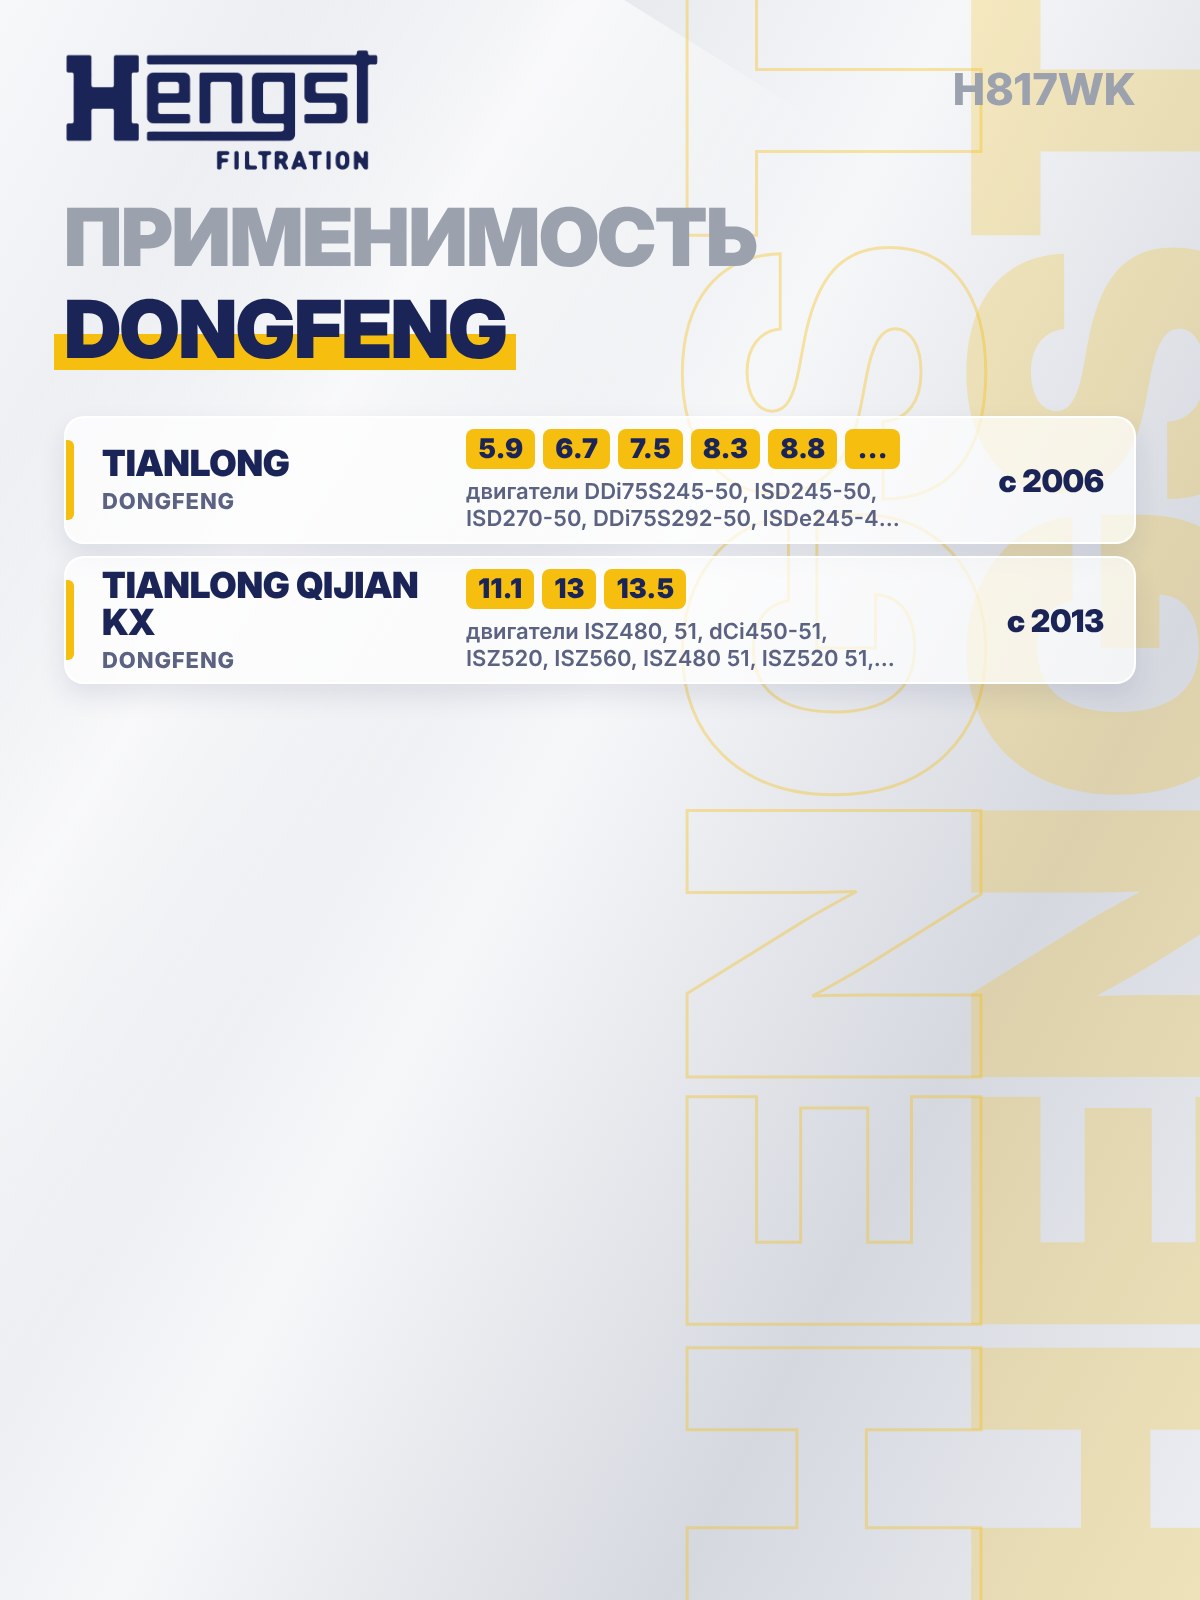 Hengst
FILTRATION
H817WK
ПРИМЕНИМОСТЬ
DONGFENG
TIANLONG
DONGFENG
5.9 6.7 7.5 8.3 8.8 ...
двигатели DDi75S245-50, ISD245-50,
ISD270-50, DDi75S292-50, ISDe245-4...
с 2006
TIANLONG QIJIAN
KX
DONGFENG
11.1 13 13.5
двигатели ISZ480, 51, dCi450-51,
ISZ520, ISZ560, ISZ480 51, ISZ520 51,...
с 2013
HENGST
HENGST